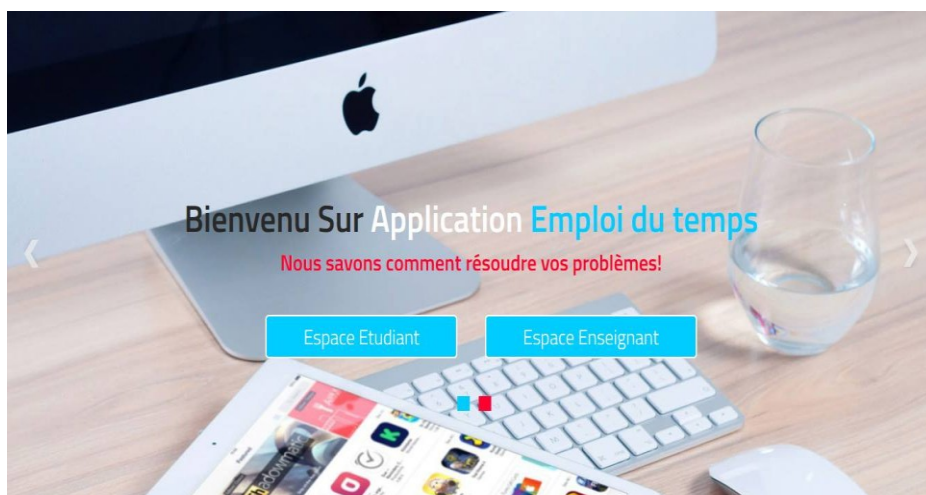 Bienvenu Sur Application Emploi du temps
Nous savons comment résoudre vos problèmes!
Espace Etudiant
Espace Enseignant